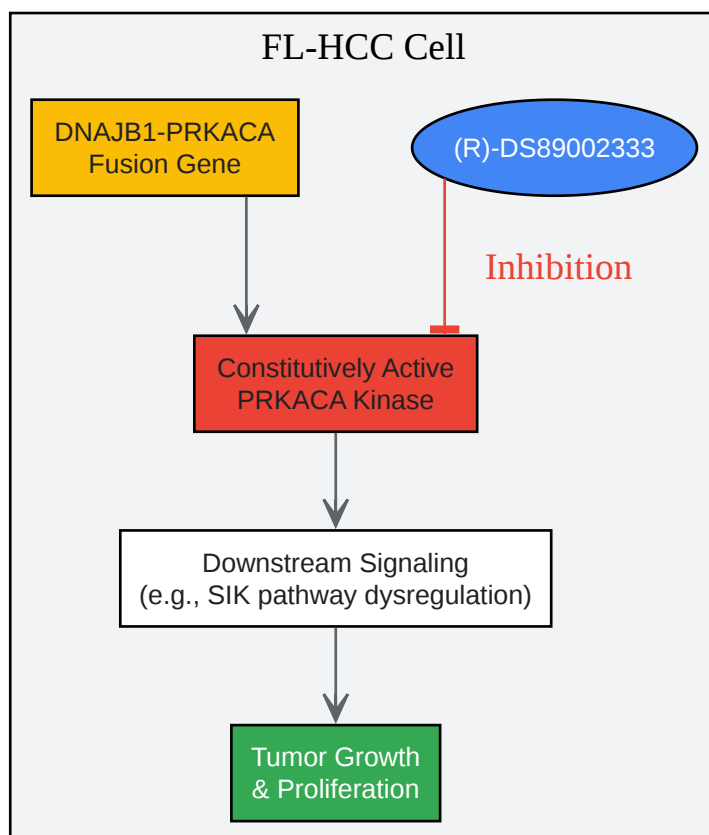 FL-HCC Cell
DNAJB1-PRKACA
Fusion Gene
(R)-DS89002333
Inhibition
Constitutively Active
PRKACA Kinase
Downstream Signaling
(e.g., SIK pathway dysregulation)
Tumor Growth
& Proliferation